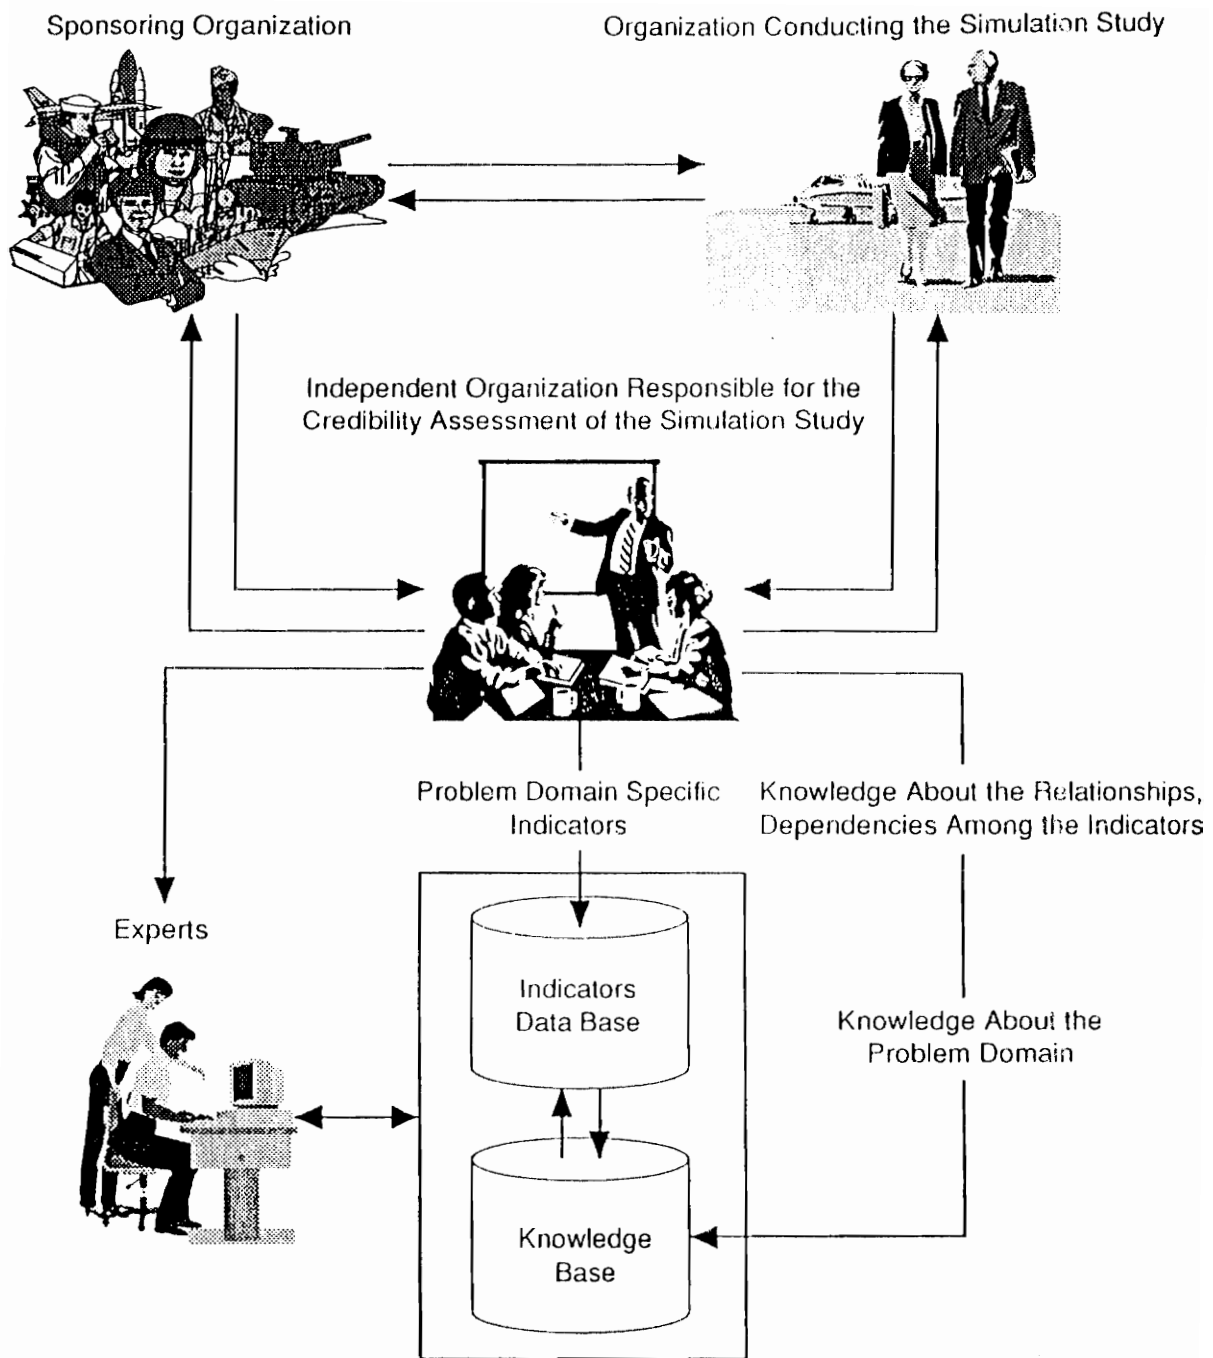 Sponsoring Organization
Organization Conducting the Simulation Study
Independent Organization Responsible for the
Credibility Assessment of the Simulation Study
Problem Domain Specific
Indicators
Knowledge About the Relationships,
Dependencies Among the Indicators
Experts
Indicators
Data Base
Knowledge About the
Problem Domain
Knowledge
Base